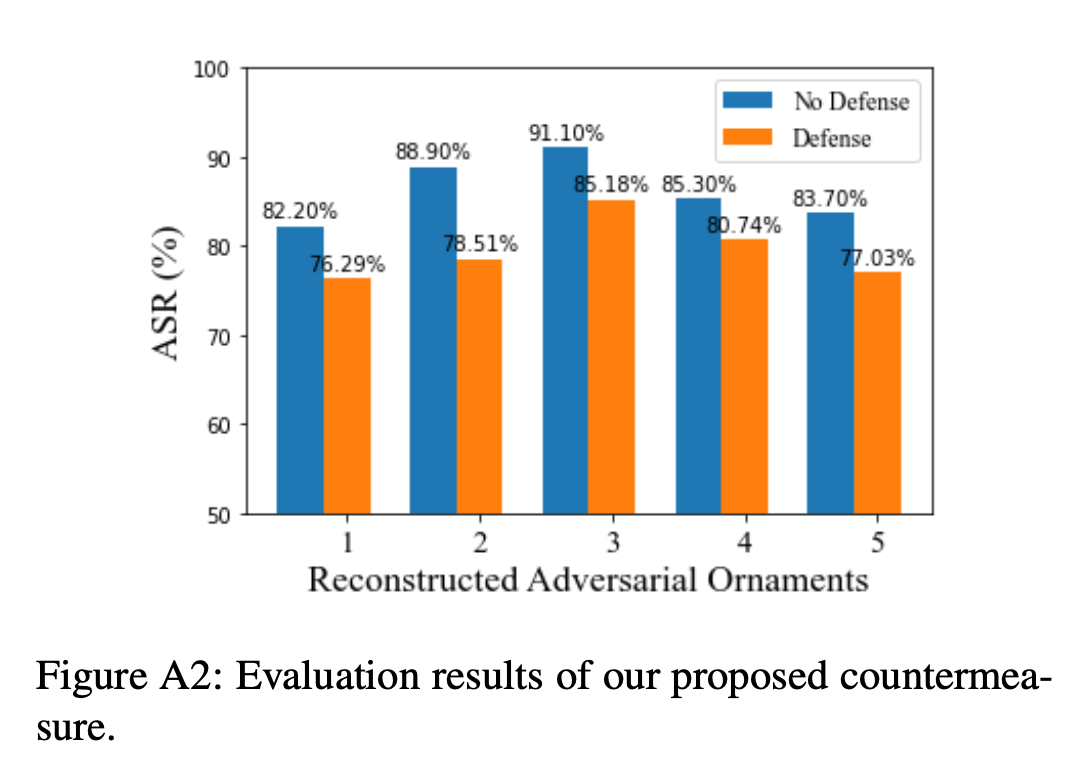 100
90
80
70
60
50
ASR (%)
No Defense
Defense
82.20%
76.29%
88.90%
78.51%
91.10%
85.18%
85.30%
80.74%
83.70%
77.03%
1 2 3 4 5
Reconstructed Adversarial Ornaments
Figure A2: Evaluation results of our proposed countermea-
sure.